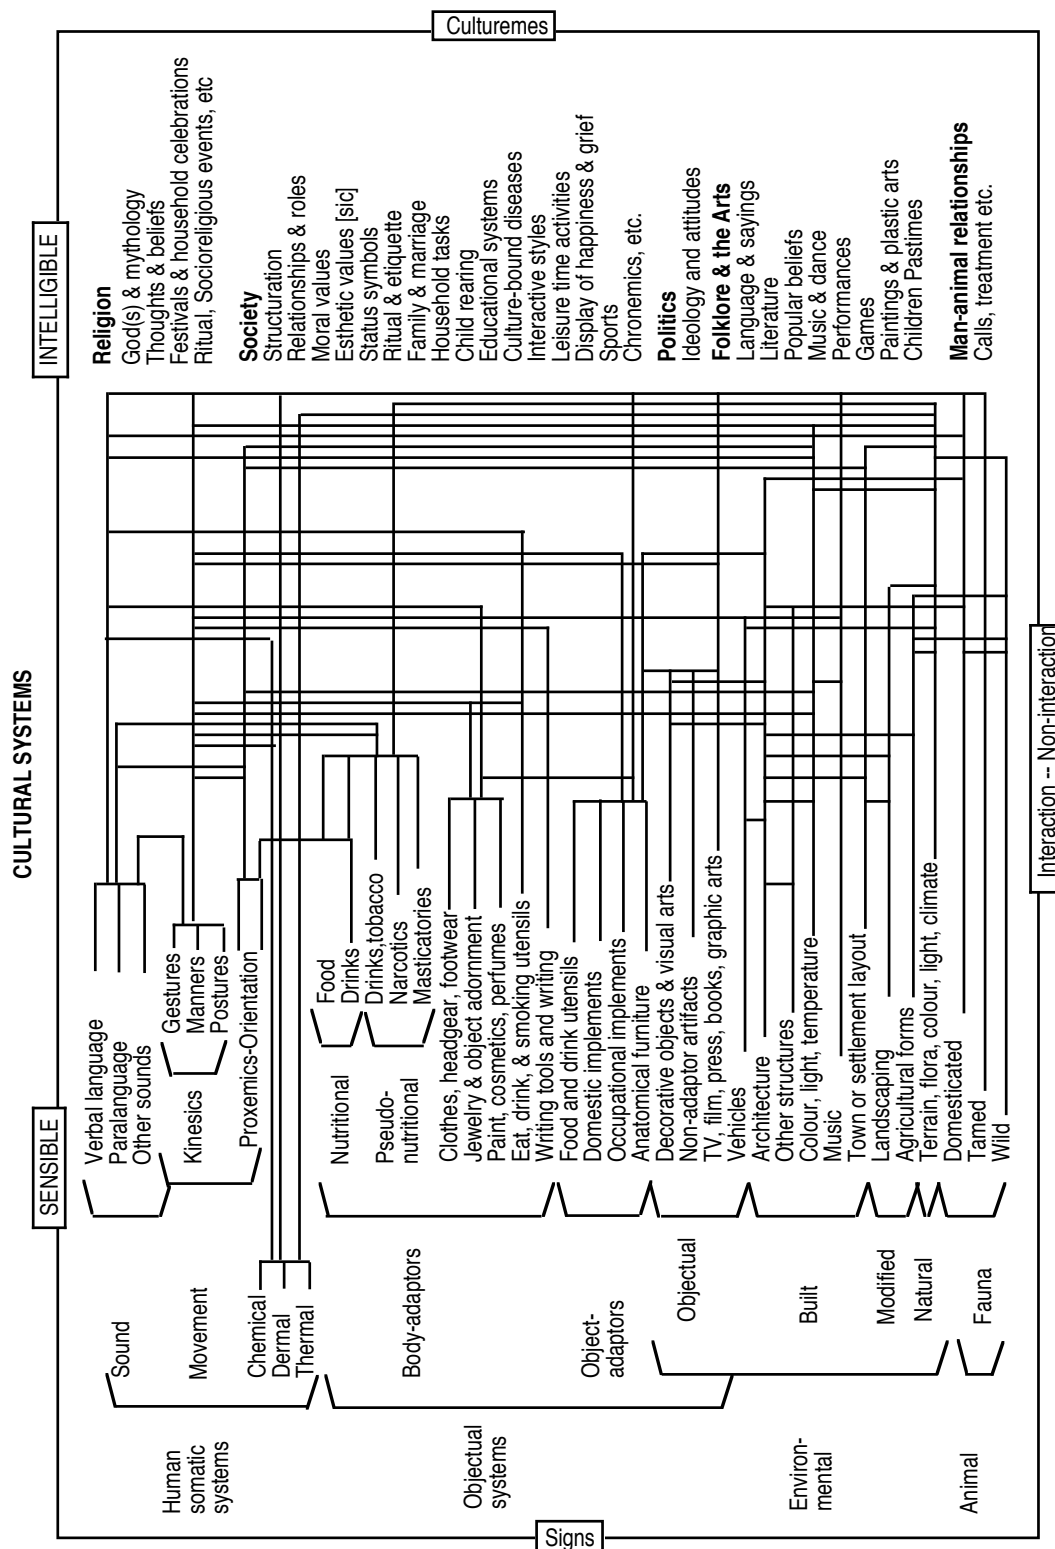 CULTURAL SYSTEMS
SENSIBLE
INTELLIGIBLE
Signs
Culturemes
Interaction -- Non-interaction
Human
somatic
systems
Objectual
systems
Environ-
mental
Animal
Sound
Movement
Chemical
Dermal
Thermal
Body-adaptors
Object-
adaptors
Objectual
Built
Modified
Natural
Fauna
Verbal language
Paralanguage
Other sounds
Kinesics
Gestures
Manners
Postures
Proxemics-Orientation
Nutritional
Food
Drinks
Pseudo-
nutritional
Drinks,tobacco
Narcotics
Masticatories
Clothes, headgear, footwear
Jewelry & object adornment
Paint, cosmetics, perfumes
Eat, drink, & smoking utensils
Writing tools and writing
Food and drink utensils
Domestic implements
Occupational implements
Anatomical furniture
Decorative objects & visual arts
Non-adaptor artifacts
TV, film, press, books, graphic arts
Vehicles
Architecture
Other structures
Colour, light, temperature
Music
Town or settlement layout
Landscaping
Agricultural forms
Terrain, flora, colour, light, climate
Domesticated
Tamed
Wild
Religion
God(s) & mythology
Thoughts & beliefs
Festivals & household celebrations
Ritual, Socioreligious events, etc
Society
Structuration
Relationships & roles
Moral values
Esthetic values [sic]
Status symbols
Ritual & etiquette
Family & marriage
Household tasks
Child rearing
Educational systems
Culture-bound diseases
Interactive styles
Leisure time activities
Display of happiness & grief
Sports
Chronemics, etc.
Politics
Ideology and attitudes
Folklore & the Arts
Language & sayings
Literature
Popular beliefs
Music & dance
Performances
Games
Paintings & plastic arts
Children Pastimes
Man-animal relationships
Calls, treatment etc.